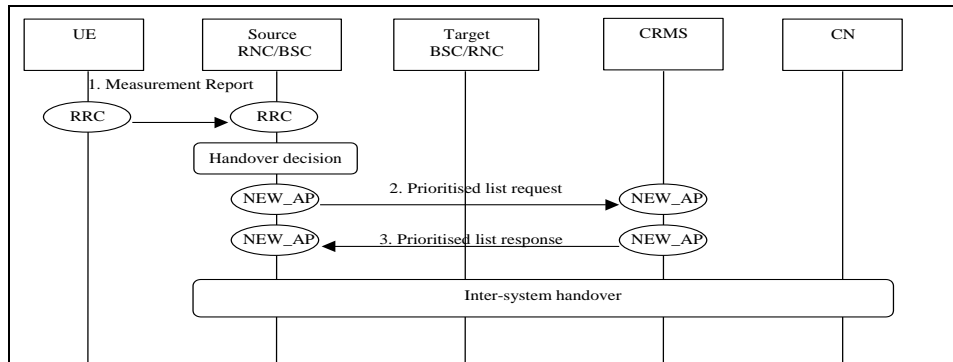 UE
Source
RNC/BSC
Target
BSC/RNC
CRMS
CN
1. Measurement Report
RRC
RRC
Handover decision
2. Prioritised list request
NEW_AP
NEW_AP
3. Prioritised list response
NEW_AP
NEW_AP
Inter-system handover